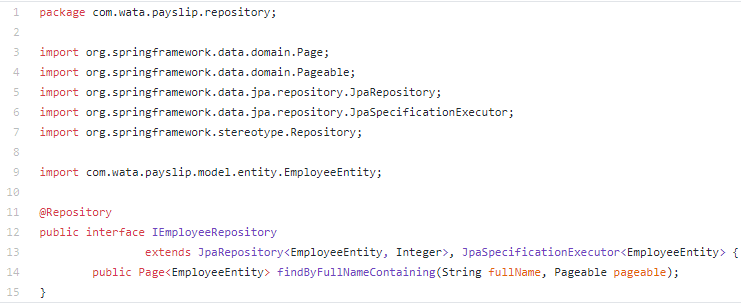 1 package com.wata.payslip.repository;
2
3 import org.springframework.data.domain.Page;
4 import org.springframework.data.domain.Pageable;
5 import org.springframework.data.jpa.repository.JpaRepository;
6 import org.springframework.data.jpa.repository.JpaSpecificationExecutor;
7 import org.springframework.stereotype.Repository;
8
9 import com.wata.payslip.model.entity.EmployeeEntity;
10
11 @Repository
12 public interface IEmployeeRepository
13 extends JpaRepository<EmployeeEntity, Integer>, JpaSpecificationExecutor<EmployeeEntity> {
14 public Page<EmployeeEntity> findByFullNameContaining(String fullName, Pageable pageable);
15 }